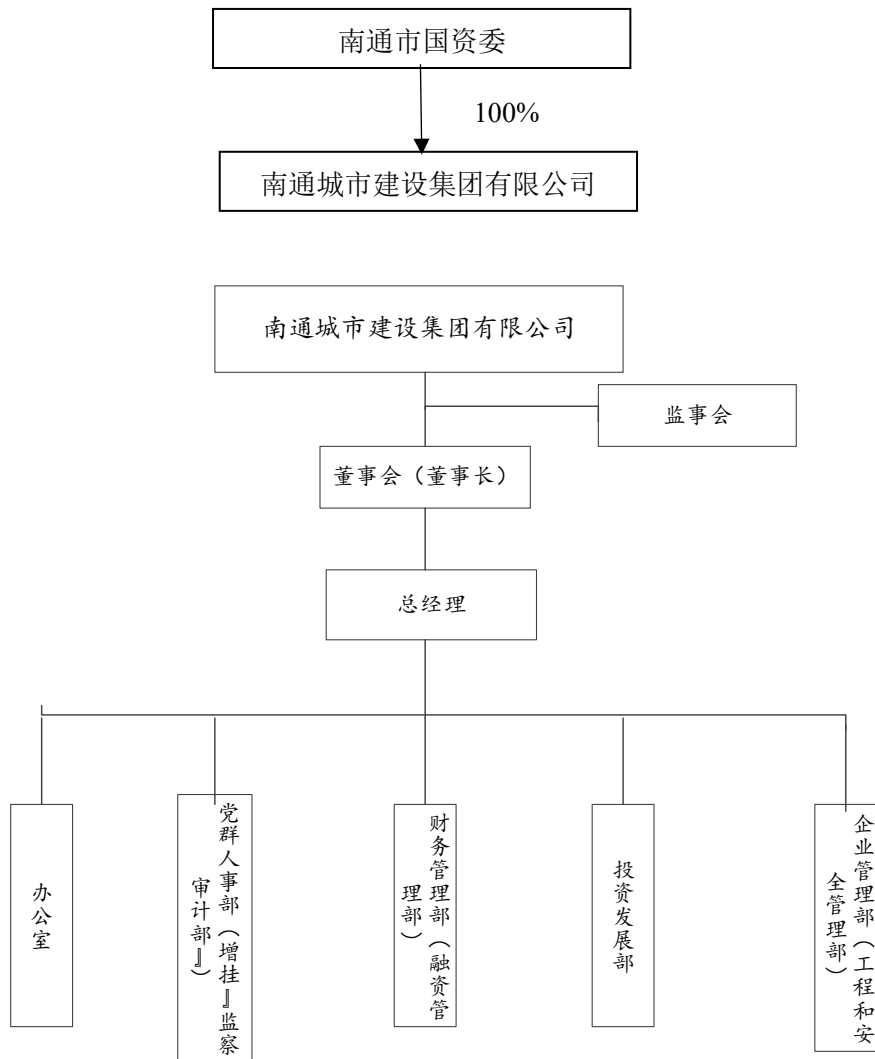 南通市国资委
100%
南通城市建设集团有限公司
南通城市建设集团有限公司
监事会
董事会（董事长）
总经理
办公室
党群人事部（增挂『监察
审计部』）
财务管理部（融资管
理部）
投资发展部
企业管理部（工程和安
全管理部）